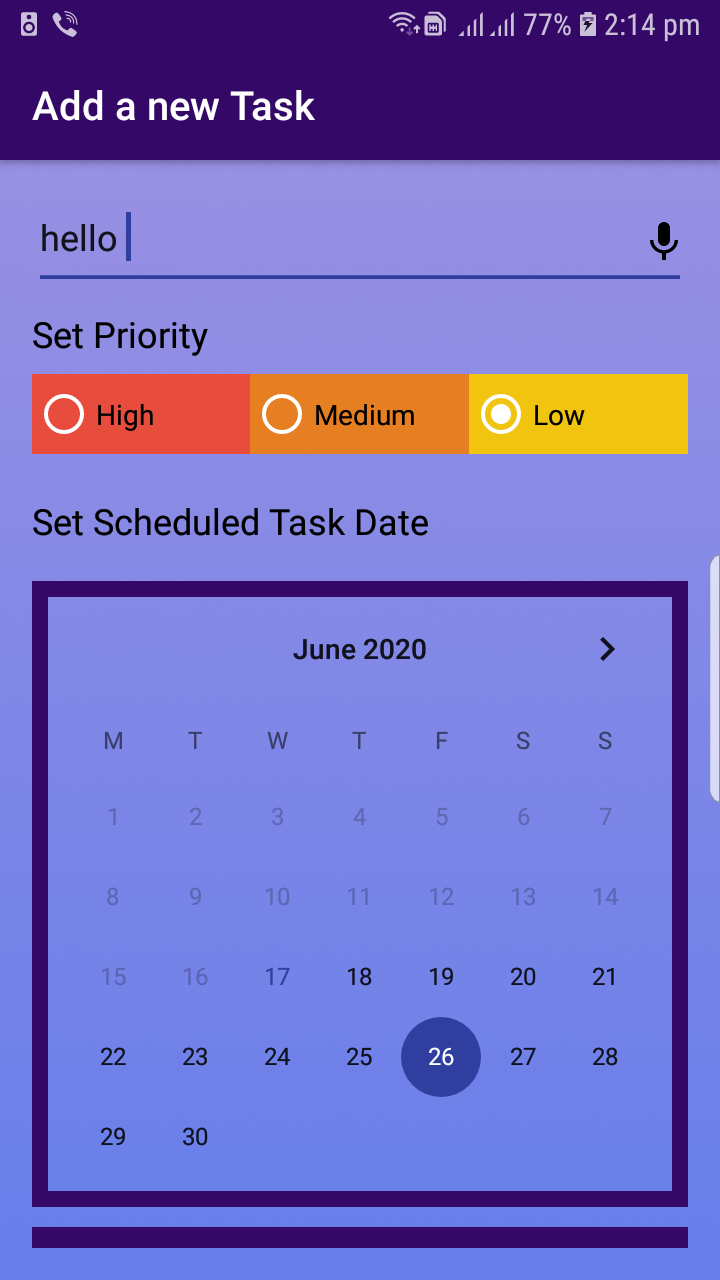 77% 2:14 pm
Add a new Task
hello
Set Priority
High Medium Low
Set Scheduled Task Date
June 2020
M T W T F S S
1 2 3 4 5 6 7
8 9 10 11 12 13 14
15 16 17 18 19 20 21
22 23 24 25 26 27 28
29 30